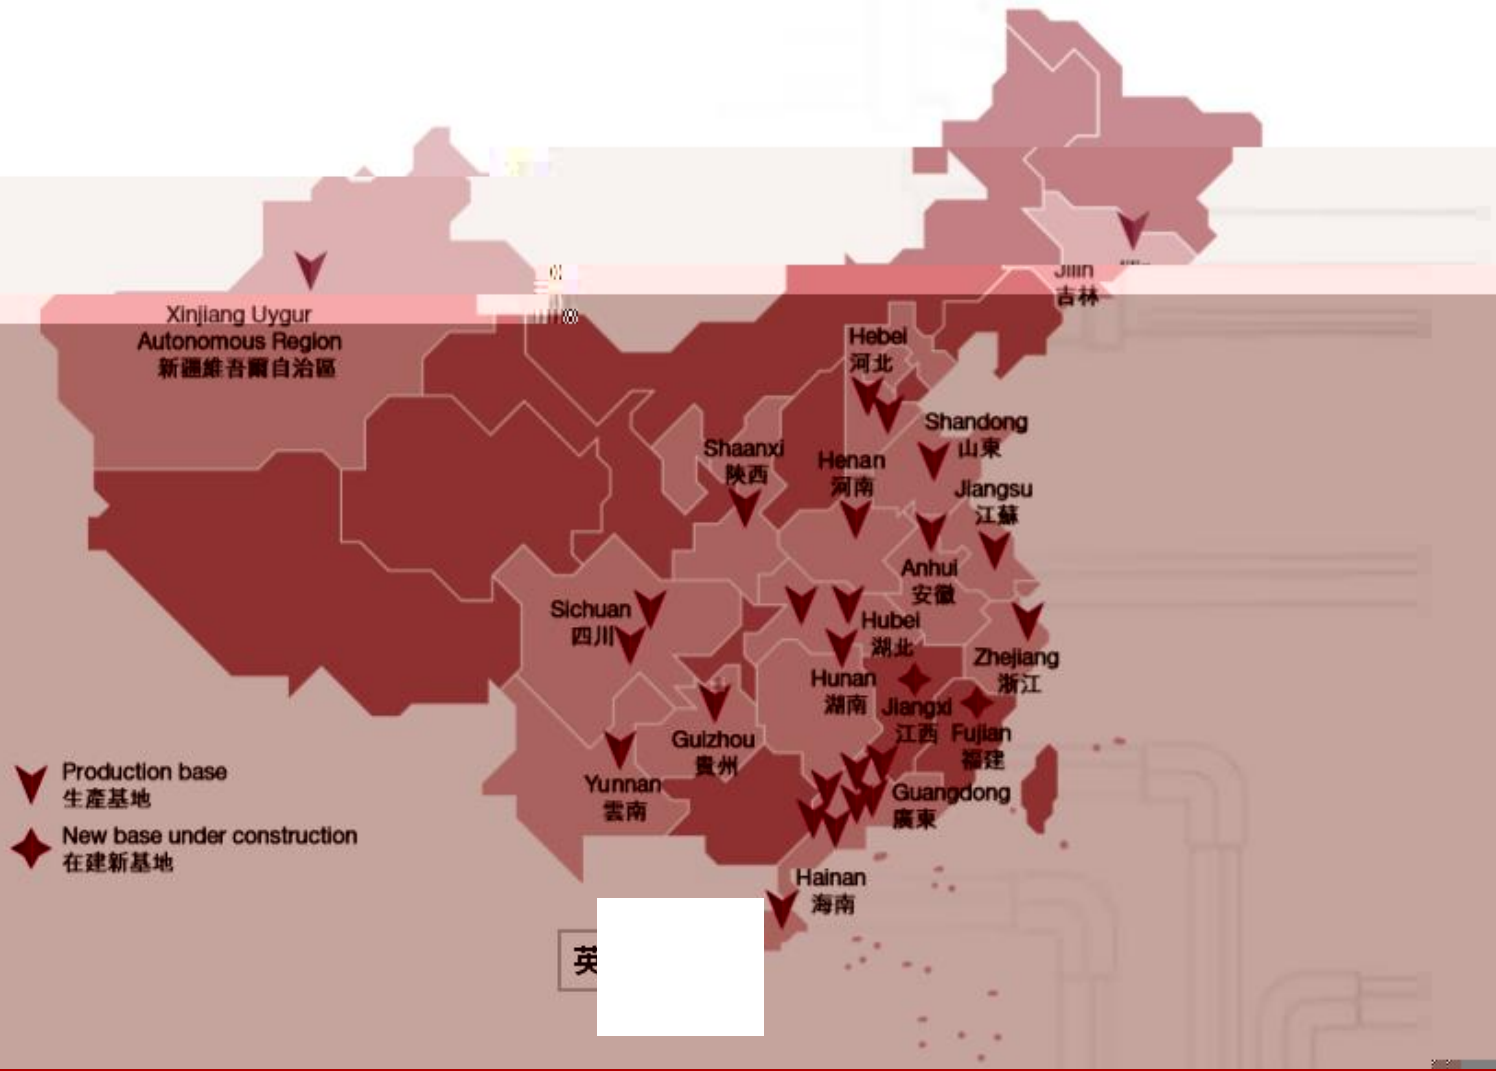 Jilin
吉林
Xinjiang Uygur
Autonomous Region
新疆維吾爾自治區
Hebei
河北
Shandong
山東
Shaanxi
陝西
Henan
河南
Jiangsu
江蘇
Anhui
安徽
Sichuan
四川
Hubei
湖北
Zhejiang
浙江
Hunan
湖南
Jiangxi
江西
Fujian
福建
Guizhou
貴州
Yunnan
雲南
Guangdong
廣東
Hainan
海南
Production base
生產基地
New base under construction
在建新基地
英